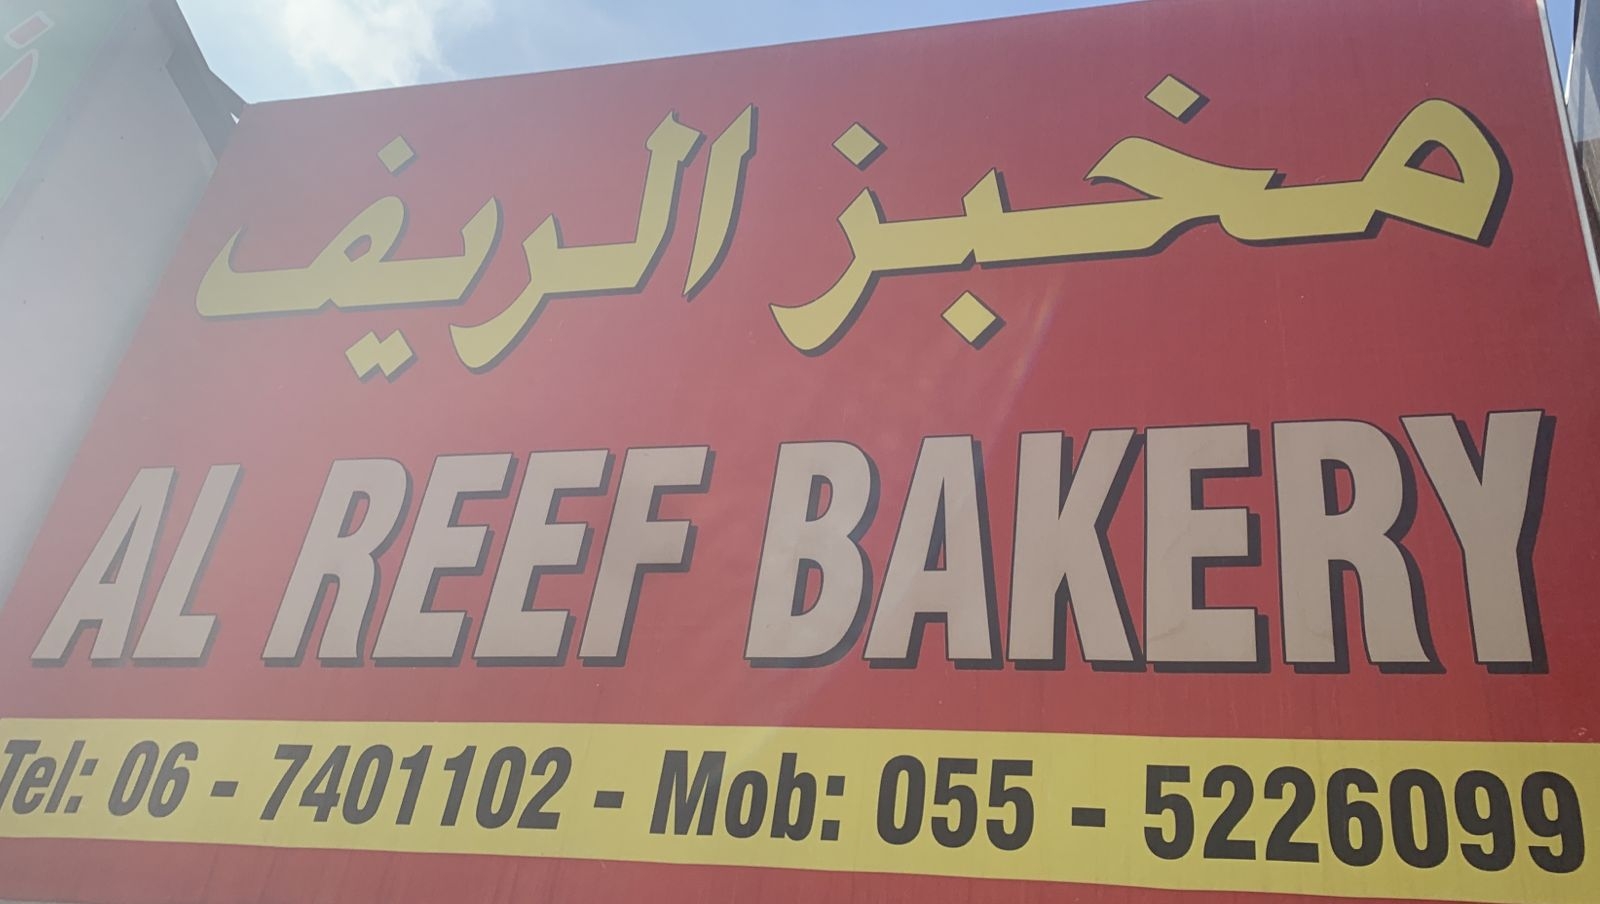 مخبز الريف
AL REEF BAKERY
Tel: 06 - 7401102 - Mob: 055 - 5226099